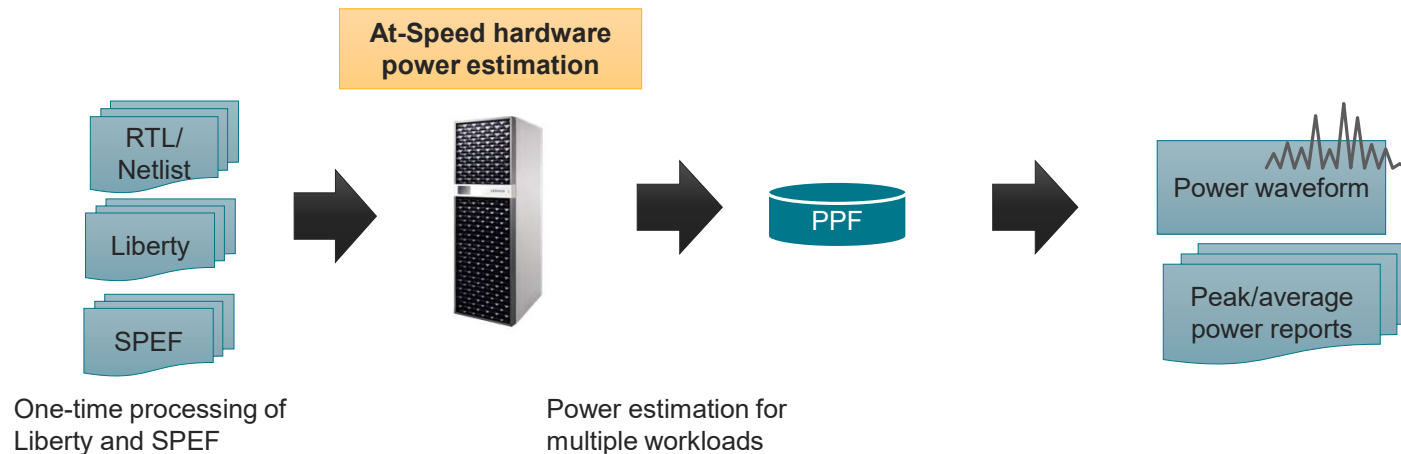 At-Speed hardware
power estimation
RTL/
Netlist
Liberty
SPEF
PPF
Power waveform
Peak/average
power reports
One-time processing of
Liberty and SPEF
Power estimation for
multiple workloads